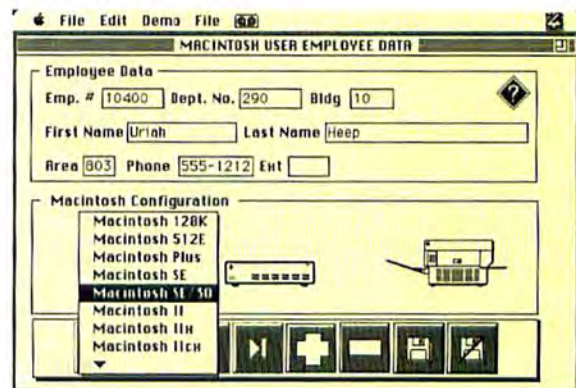 File Edit Demo File
MACINTOSH USER EMPLOYEE DATA
Employee Data
Emp. # 10400 Dept. No. 290 Bldg 10
?
First Name Uriah Last Name Heep
Area 803 Phone 555-1212 Ext
Macintosh Configuration
Macintosh 128K
Macintosh 512E
Macintosh Plus
Macintosh SE
Macintosh SE/30
Macintosh II
Macintosh IIx
Macintosh IIcx